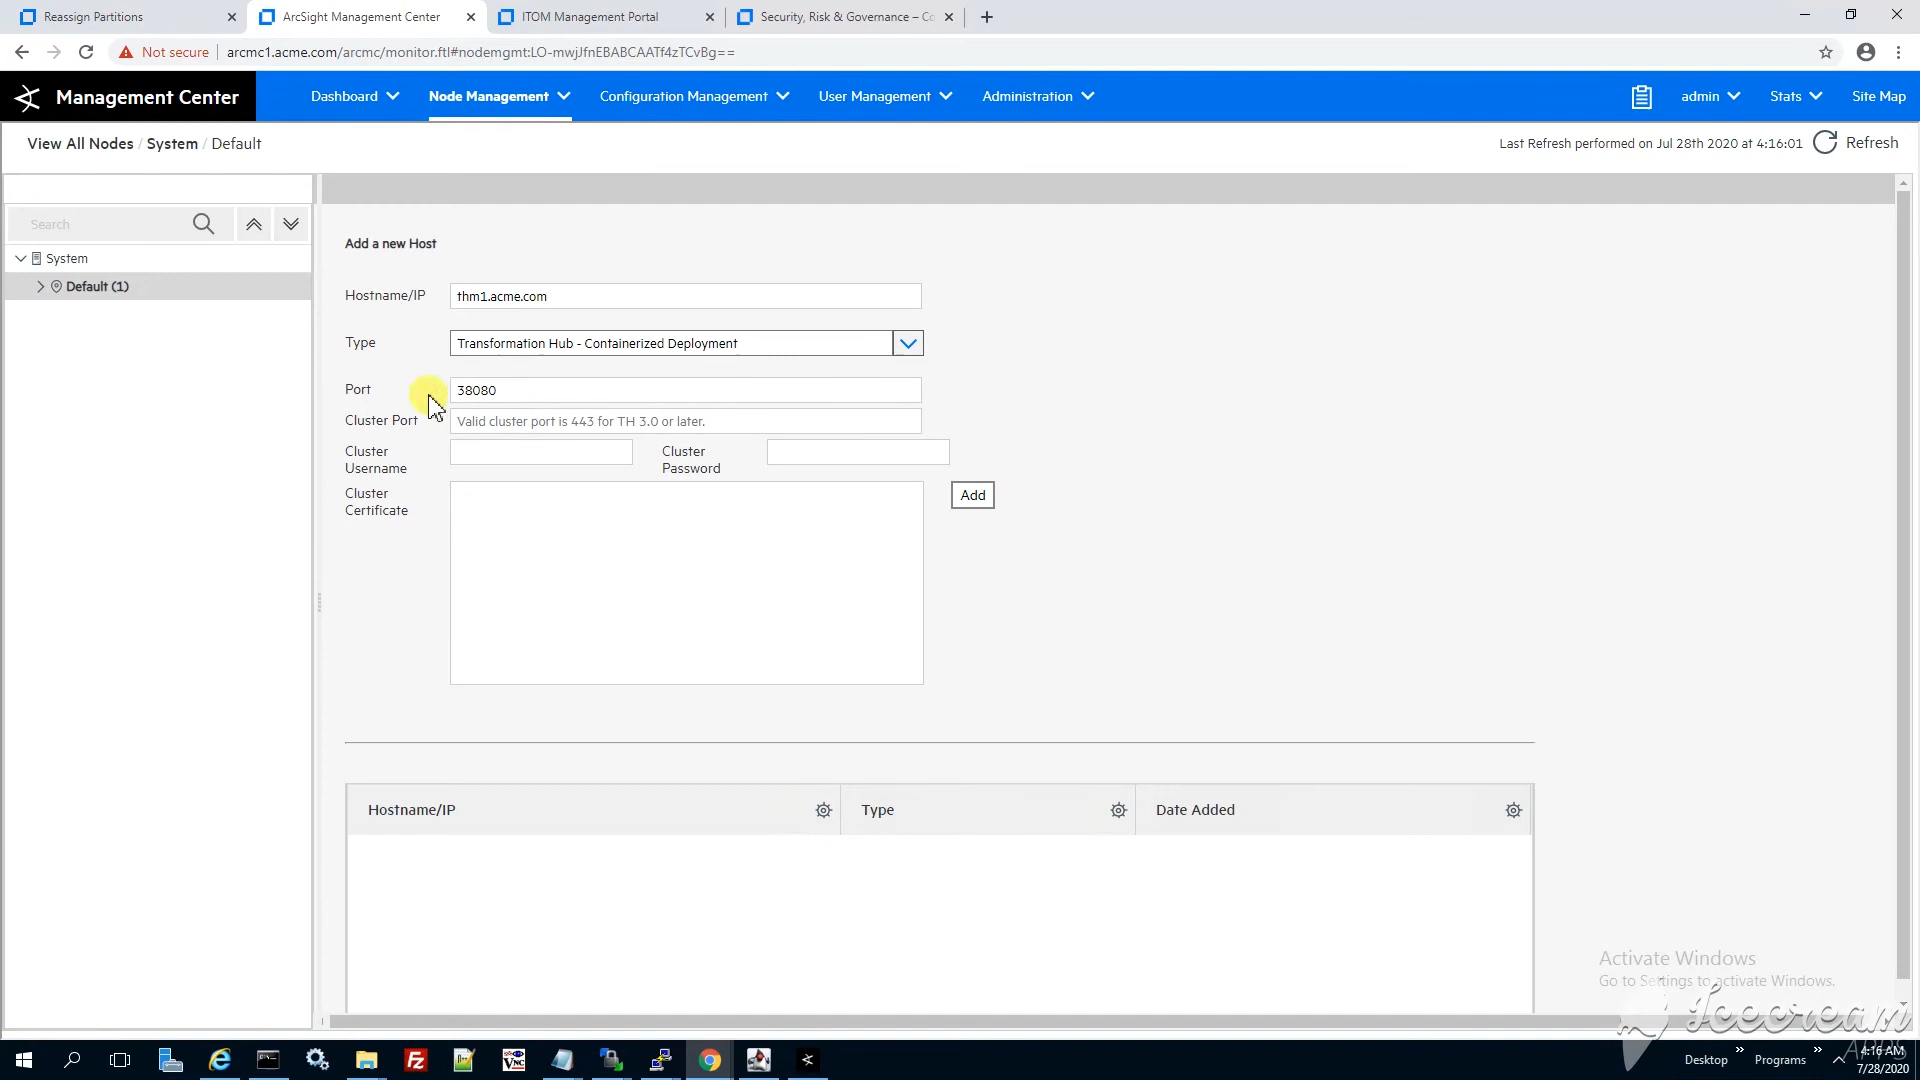 Reassign Partitions
ArcSight Management Center
ITOM Management Portal
Security, Risk & Governance – Co
Not secure
arcmc1.acme.com/arcmc/monitor.ftl#nodemgmt:LO-mwjJfnEBABCAATf4zTCvBg==
Management Center
Dashboard
Node Management
Configuration Management
User Management
Administration
admin
Stats
Site Map
View All Nodes / System / Default
Last Refresh performed on Jul 28th 2020 at 4:16:01
Refresh
Search
System
Default (1)
Add a new Host
Hostname/IP
thm1.acme.com
Type
Transformation Hub - Containerized Deployment
Port
38080
Cluster Port
Valid cluster port is 443 for TH 3.0 or later.
Cluster
Username
Cluster
Password
Cluster
Certificate
Add
Hostname/IP
Type
Date Added
Activate Windows
Go to Settings to activate Windows.
Icecream
APPS
Desktop
Programs
4:16 AM
7/28/2020